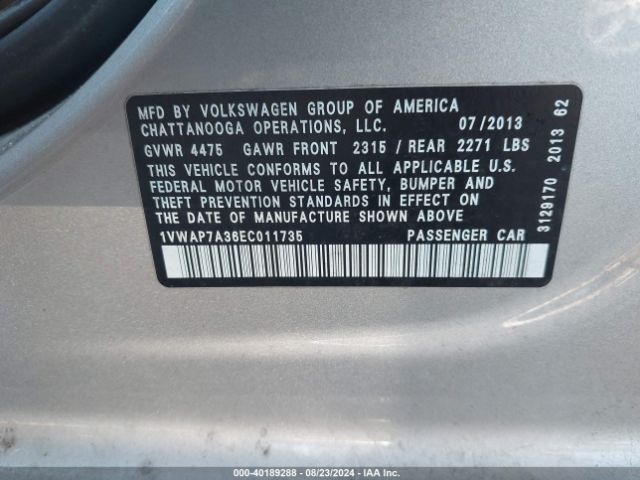 MFD BY VOLKSWAGEN GROUP OF AMERICA
CHATTANOOGA OPERATIONS, LLC. 07/2013
GVWR 4475 GAWR FRONT 2315 / REAR 2271 LBS
THIS VEHICLE CONFORMS TO ALL APPLICABLE U.S.
FEDERAL MOTOR VEHICLE SAFETY, BUMPER AND
THEFT PREVENTION STANDARDS IN EFFECT ON
THE DATE OF MANUFACTURE SHOWN ABOVE.
1VWAP7A36EC011735 PASSENGER CAR
3129170 2013 62
000-40189288 - 08/23/2024 - IAA Inc.